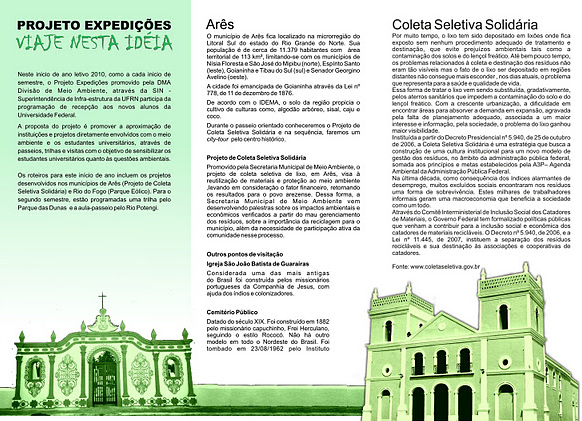 PROJETO EXPEDIÇÕES
VIAJE NESTA IDÉIA
Neste início de ano letivo 2010, como a cada início de
semestre, o Projeto Expedições promovido pela DMA
Divisão de Meio Ambiente, através da SIN -
Superintendência de Infra-estrutura da UFRN participa da
programação de recepção aos novos alunos da
Universidade Federal.
A proposta do projeto é promover a aproximação de
instituições e projetos diretamente envolvidos com o meio
ambiente e os estudantes universitários, através de
passeios, trilhas e visitas com o objetivo de sensibilizar os
estudantes universitários quanto às questões ambientais.
Os roteiros para este início de ano incluem os projetos
desenvolvidos nos municípios de Arês (Projeto de Coleta
Seletiva Solidária) e Rio do Fogo (Parque Eólico). Para o
segundo semestre, estão programadas uma trilha pelo
Parque das Dunas e a aula-passeio pelo Rio Potengi.
Arês
O município de Arês fica localizado na microrregião do
Litoral Sul do estado do Rio Grande do Norte. Sua
população é de cerca de 11.379 habitantes com área
territorial de 113 km², limitando-se com os municípios de
Nísia Floresta e São José do Mipibu (norte), Espírito Santo
(oeste), Goianinha e Tibau do Sul (sul) e Senador Georgino
Avelino (oeste).
A cidade foi emancipada de Goianinha através da Lei nº
778, de 11 de dezembro de 1876.
De acordo com o IDEMA, o solo da região propicia o
cultivo de culturas como, algodão arbóreo, sisal, caju e
coco.
Durante o passeio orientado conheceremos o Projeto de
Coleta Seletiva Solidária e na sequência, faremos um
city-tour pelo centro histórico.
Projeto de Coleta Seletiva Solidária
Promovido pela Secretaria Municipal de Meio Ambiente, o
projeto de coleta seletiva de lixo, em Arês, visa à
reutilização de materiais e proteção ao meio ambiente
,levando em consideração o fator financeiro, retornando
os resultados para o povo arezense. Dessa forma, a
Secretaria Municipal de Meio Ambiente vem
desenvolvendo palestras sobre os impactos ambientais e
econômicos verificados a partir do mau gerenciamento
dos resíduos, sobre a importância da reciclagem para o
município, além da necessidade de participação ativa da
comunidade nesse processo.
Outros pontos de visitação
Igreja São João Batista de Guaraíras
Considerada uma das mais antigas
do Brasil foi construída pelos missionários
portugueses da Companhia de Jesus, com
ajuda dos índios e colonizadores.
Cemitério Público
Datado do século XIX. Foi construído em 1882
pelo missionário capuchinho, Frei Herculano,
seguindo o estilo Rococó. Não há outro
modelo em todo o Nordeste do Brasil. Foi
tombado em 23/08/1962 pelo Instituto
Coleta Seletiva Solidária
Por muito tempo, o lixo tem sido depositado em lixões onde fica
exposto sem nenhum procedimento adequado de tratamento e
destinação, que evite prejuízos ambientais tais como a
contaminação dos solos e do lençol freático. Até bem pouco tempo,
os problemas relacionados à coleta e destinação dos resíduos não
eram tão visíveis mas o fato de o lixo ser depositado em regiões
distantes não consegue mais esconder , nos dias atuais, o problema
que representa para a saúde e qualidade de vida.
Essa forma de tratar o lixo vem sendo substituída, gradativamente,
pelos aterros sanitários que impedem a contaminação do solo e do
lençol freático. Com a crescente urbanização, a dificuldade em
encontrar áreas para absorver a demanda em expansão, agravada
pela falta de planejamento adequado, associada a um maior
interesse e informação, pela sociedade, o problema do lixo ganhou
maior visibilidade.
Instituída a partir do Decreto Presidencial nº 5.940, de 25 de outubro
de 2006, a Coleta Seletiva Solidária é uma estratégia que busca a
construção de uma cultura institucional para um novo modelo de
gestão dos resíduos, no âmbito da administração pública federal,
somada aos princípios e metas estabelecidos pela A3P- Agenda
Ambiental da Administração Pública Federal.
Na última década, como consequência dos índices alarmantes de
desemprego, muitos excluídos sociais encontraram nos resíduos
uma forma de sobrevivência. Estes milhares de trabalhadores
informais geram uma macroeconomia que beneficia a sociedade
como um todo.
Através do Comitê Interministerial de Inclusão Social dos Catadores
de Materiais, o Governo Federal tem formalizado políticas públicas
que venham a contribuir para a inclusão social e econômica dos
catadores de materiais recicláveis. O Decreto nº 5.940, de 2006, e a
Lei nº 11.445, de 2007, instituem a separação dos resíduos
recicláveis e sua destinação às associações e cooperativas de
catadores.
Fonte: www.coletaseletiva.gov.br